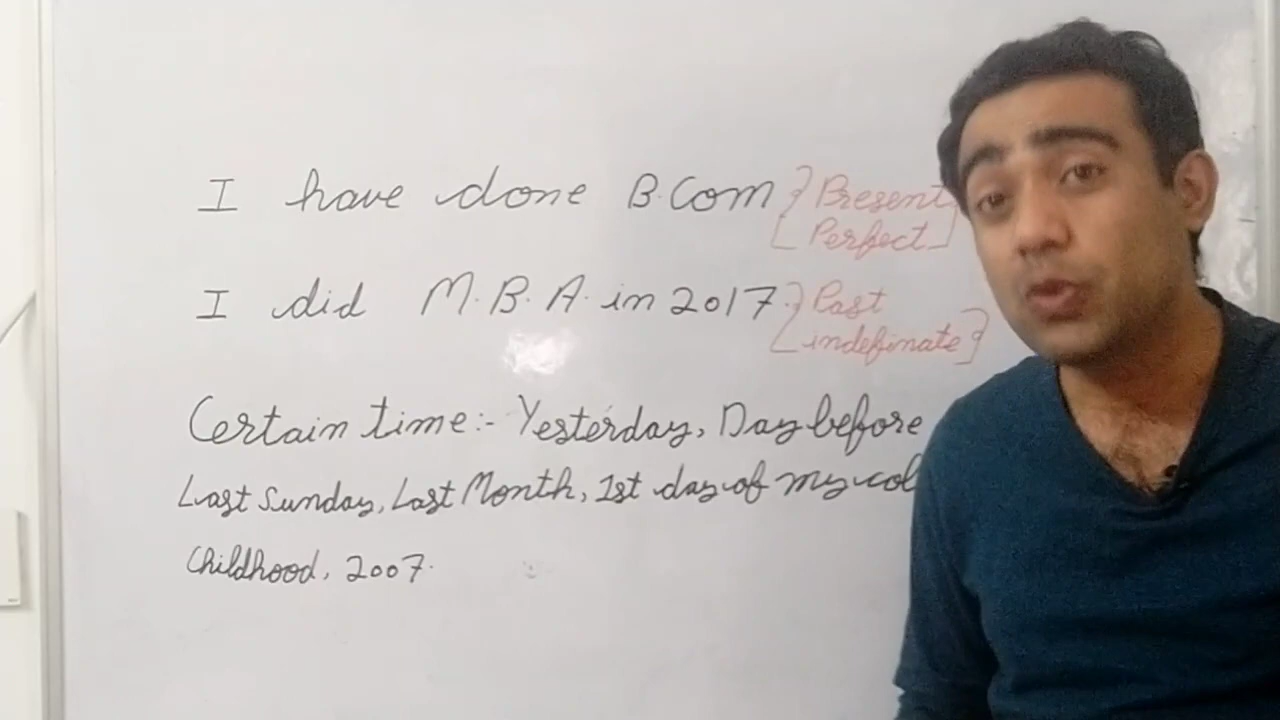 I have done B.Com } Present
[ Perfect ]
I did M.B.A. in 2017. } Past
[ indefinate }
Certain time:- Yesterday, Day before
Last Sunday, Last Month, 1st day of my col
Childhood, 2007.